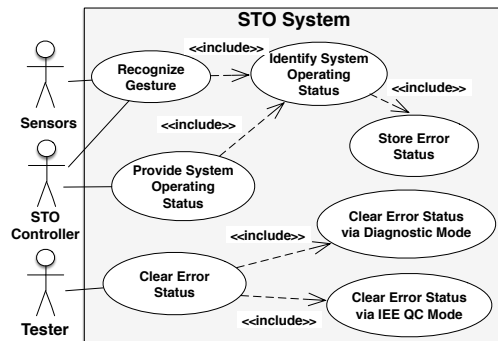 STO System
<<include>>
Identify System
Operating
Status
Recognize
Gesture
<<include>>
Sensors
<<include>>
Store Error
Status
Provide System
Operating
Status
STO
Controller
Clear Error Status
via Diagnostic Mode
<<include>>
Clear Error
Status
Clear Error Status
via IEE QC Mode
<<include>>
Tester